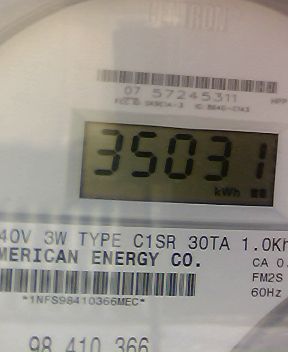 07 57245311
HPP
35031
kWh
40V 3W TYPE C1SR 30TA 1.0Kh
MERICAN ENERGY CO.
CA 0.
FM2S
*1NFS98410366MEC*
60Hz
98 410 366